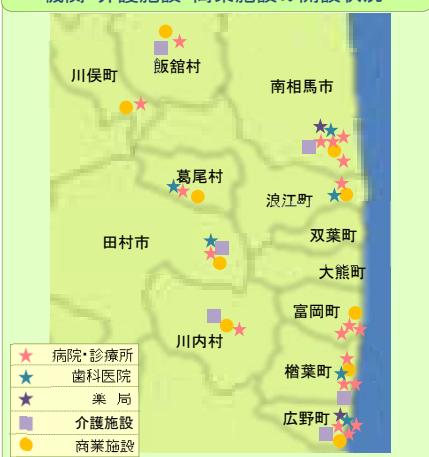 飯舘村
川俣町
南相馬市
葛尾村
浪江町
双葉町
田村市
大熊町
富岡町
川内村
楢葉町
広野町
病院・診療所
歯科医院
薬 局
介護施設
商業施設